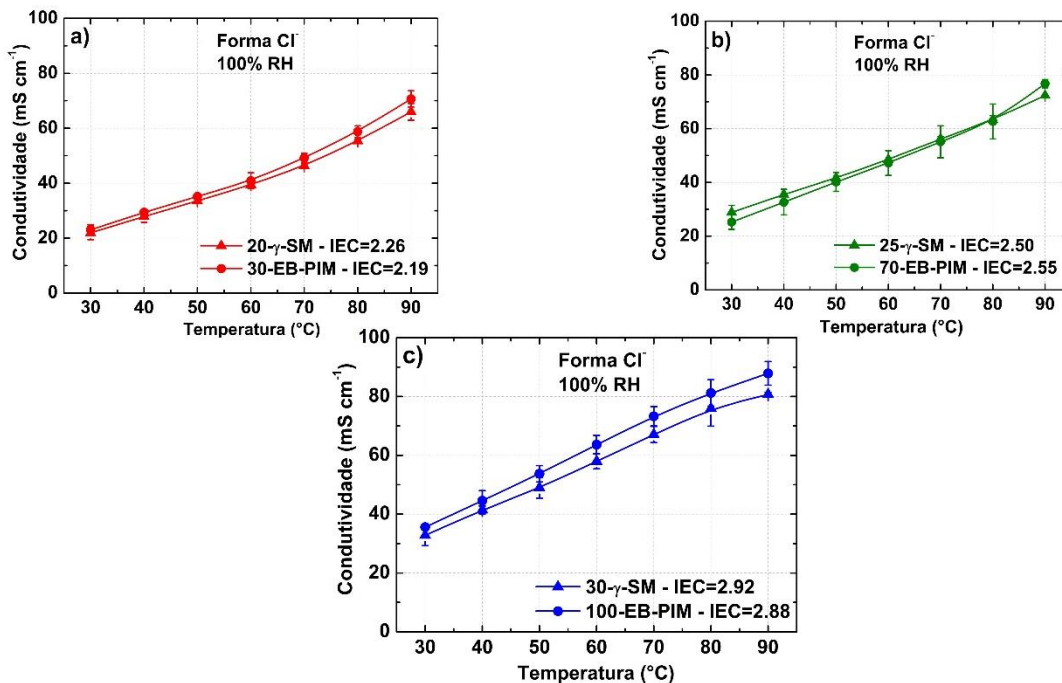 a)
Forma Cl⁻
100% RH
Condutividade (mS cm⁻¹)
100
80
60
40
20
0
20-γ-SM - IEC=2.26
30-EB-PIM - IEC=2.19
30 40 50 60 70 80 90
Temperatura (°C)
b)
Forma Cl⁻
100% RH
Condutividade (mS cm⁻¹)
100
80
60
40
20
0
25-γ-SM - IEC=2.50
70-EB-PIM - IEC=2.55
30 40 50 60 70 80 90
Temperatura (°C)
c)
Forma Cl⁻
100% RH
Condutividade (mS cm⁻¹)
100
80
60
40
20
0
30-γ-SM - IEC=2.92
100-EB-PIM - IEC=2.88
30 40 50 60 70 80 90
Temperatura (°C)